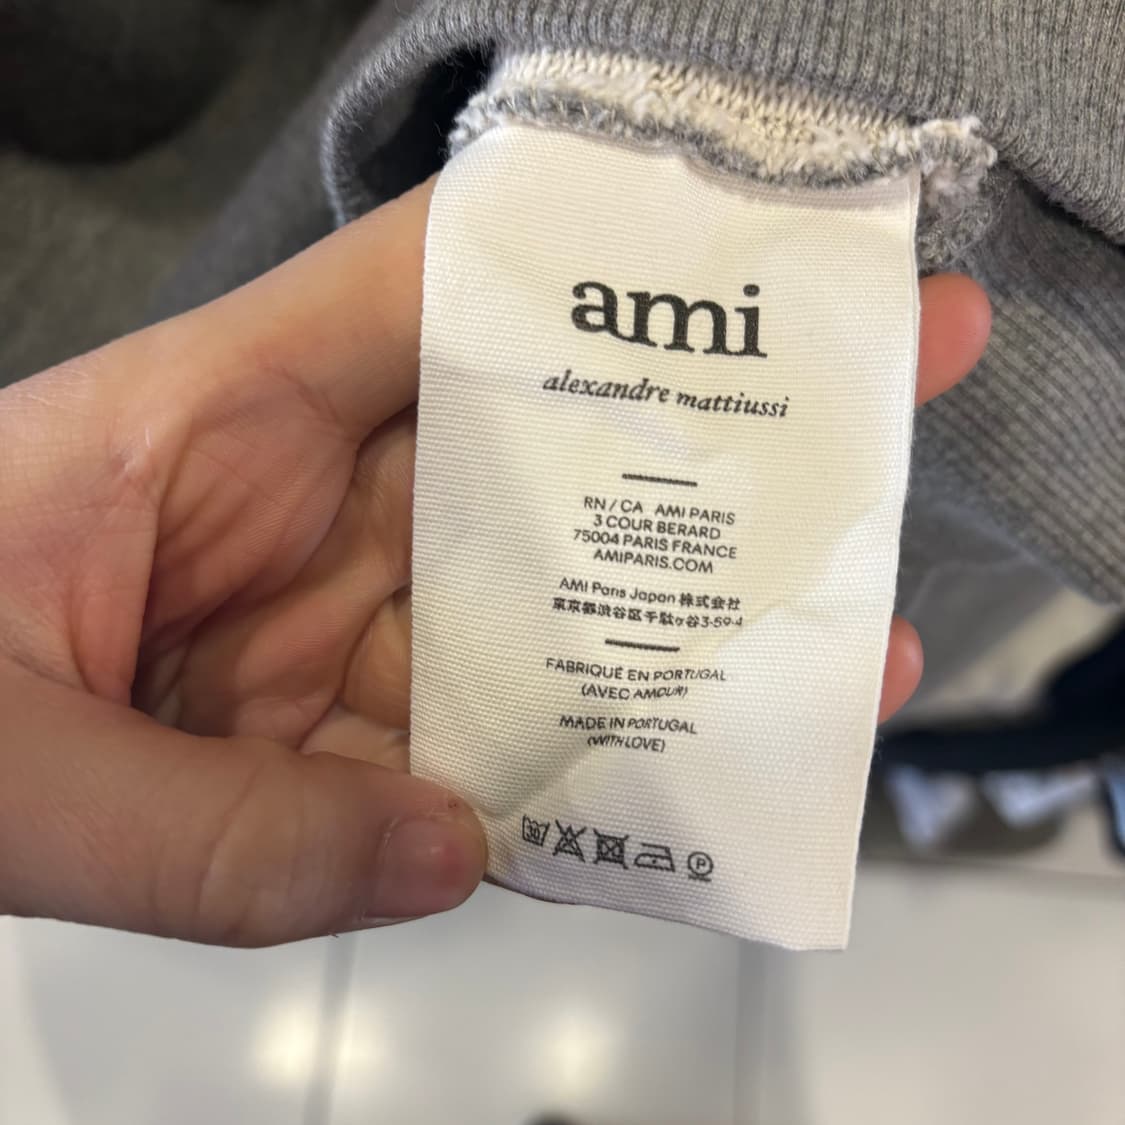 ami
alexandre mattiussi
RN / CA AMI PARIS
3 COUR BERARD
75004 PARIS FRANCE
AMIPARIS.COM
AMI Paris Japan 株式会社
東京都渋谷区千駄ヶ谷3-59-4
FABRIQUÉ EN PORTUGAL
(AVEC AMOUR)
MADE IN PORTUGAL
(WITH LOVE)
30 P